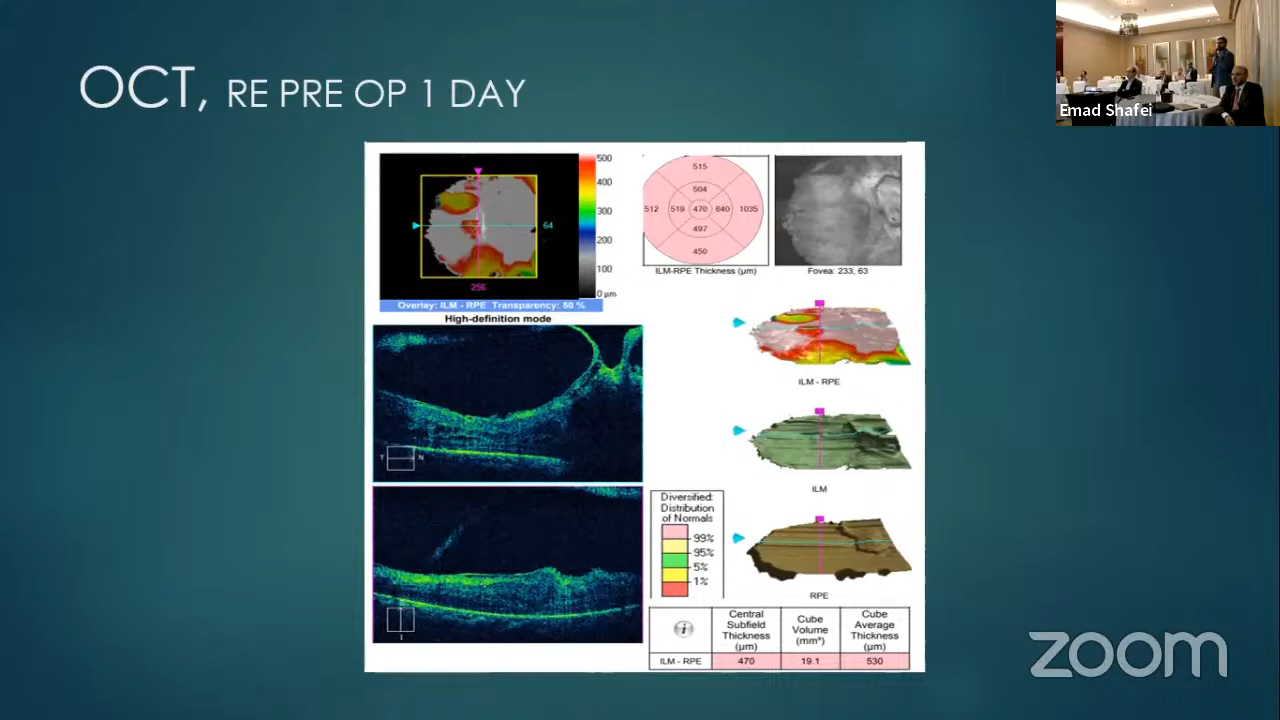 OCT, RE PRE OP 1 DAY
Emad Shafei
500
400
300
200
100
0 µm
64
256
Overlay: ILM - RPE Transparency: 50 %
High-definition mode
515
504
512 519 470 640 1035
497
450
ILM-RPE Thickness (µm)
Fovea: 233, 63
ILM - RPE
T N
ILM
I
Diversified:
Distribution
of Normals
99%
95%
5%
1%
RPE
Central
Subfield
Thickness
(µm)
Cube
Volume
(mm³)
Cube
Average
Thickness
(µm)
ILM - RPE 470 19.1 530
zoom